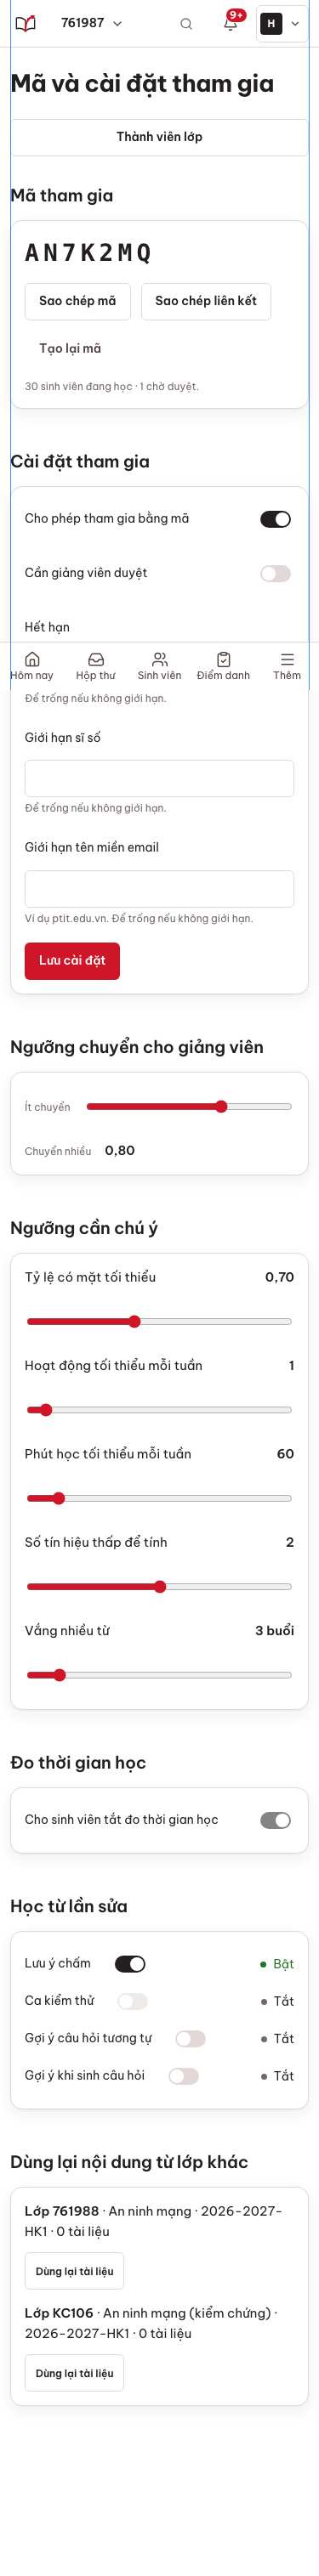 761987
9+
H
Mã và cài đặt tham gia
Thành viên lớp
Mã tham gia
AN7K2MQ
Sao chép mã
Sao chép liên kết
Tạo lại mã
30 sinh viên đang học · 1 chờ duyệt.
Cài đặt tham gia
Cho phép tham gia bằng mã
Cần giảng viên duyệt
Hết hạn
Hôm nay
Hộp thư
Sinh viên
Điểm danh
Thêm
Để trống nếu không giới hạn.
Giới hạn sĩ số
Để trống nếu không giới hạn.
Giới hạn tên miền email
Ví dụ ptit.edu.vn. Để trống nếu không giới hạn.
Lưu cài đặt
Ngưỡng chuyển cho giảng viên
Ít chuyển
Chuyển nhiều 0,80
Ngưỡng cần chú ý
Tỷ lệ có mặt tối thiểu 0,70
Hoạt động tối thiểu mỗi tuần 1
Phút học tối thiểu mỗi tuần 60
Số tín hiệu thấp để tính 2
Vắng nhiều từ 3 buổi
Đo thời gian học
Cho sinh viên tắt đo thời gian học
Học từ lần sửa
Lưu ý chấm Bật
Ca kiểm thử Tắt
Gợi ý câu hỏi tương tự Tắt
Gợi ý khi sinh câu hỏi Tắt
Dùng lại nội dung từ lớp khác
Lớp 761988 · An ninh mạng · 2026-2027-
HK1 · 0 tài liệu
Dùng lại tài liệu
Lớp KC106 · An ninh mạng (kiểm chứng) ·
2026-2027-HK1 · 0 tài liệu
Dùng lại tài liệu